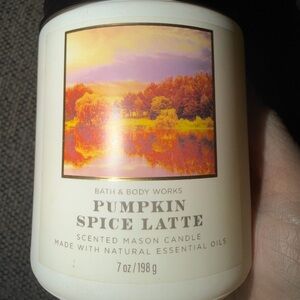 BATH & BODY WORKS
PUMPKIN
SPICE LATTE
SCENTED MASON CANDLE
MADE WITH NATURAL ESSENTIAL OILS
7 oz / 198 g